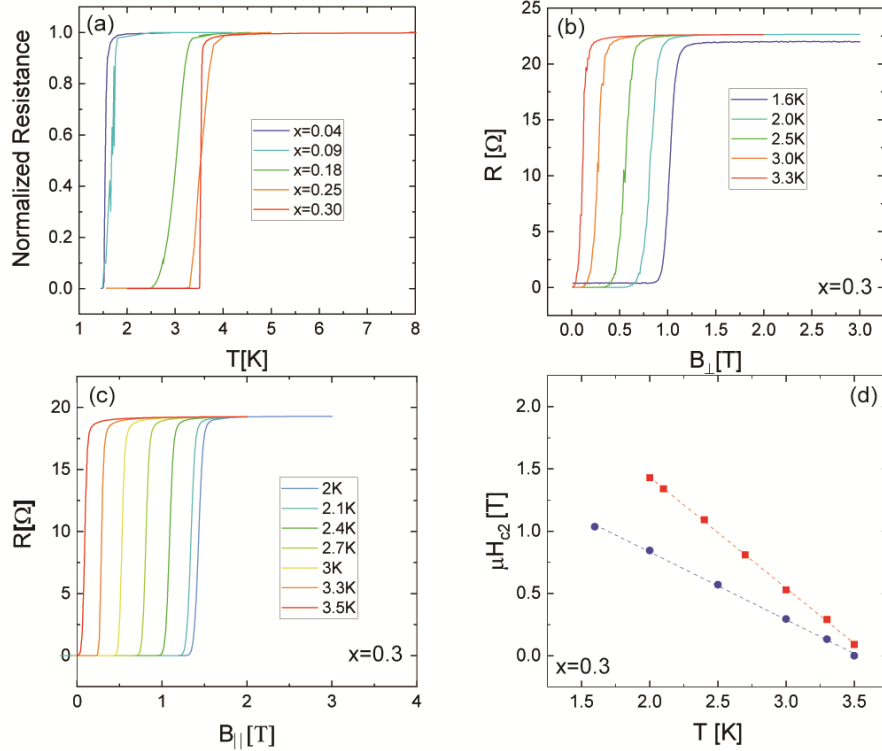 (a)
Normalized Resistance
1.0
0.8
0.6
0.4
0.2
0.0
x=0.04
x=0.09
x=0.18
x=0.25
x=0.30
1 2 3 4 5 6 7 8
T[K]
(b)
R [Ω]
25
20
15
10
5
0
1.6K
2.0K
2.5K
3.0K
3.3K
x=0.3
0.0 0.5 1.0 1.5 2.0 2.5 3.0
B⊥[T]
(c)
R[Ω]
20
15
10
5
0
2K
2.1K
2.4K
2.7K
3K
3.3K
3.5K
x=0.3
0 1 2 3 4
B||[T]
(d)
μHc2 [T]
2.0
1.5
1.0
0.5
0.0
x=0.3
1.5 2.0 2.5 3.0 3.5
T [K]